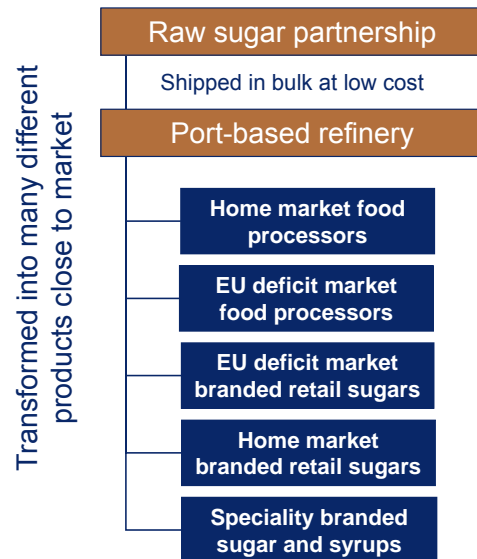 Raw sugar partnership
Shipped in bulk at low cost
Port-based refinery
Transformed into many different
products close to market
Home market food
processors
EU deficit market
food processors
EU deficit market
branded retail sugars
Home market
branded retail sugars
Speciality branded
sugar and syrups